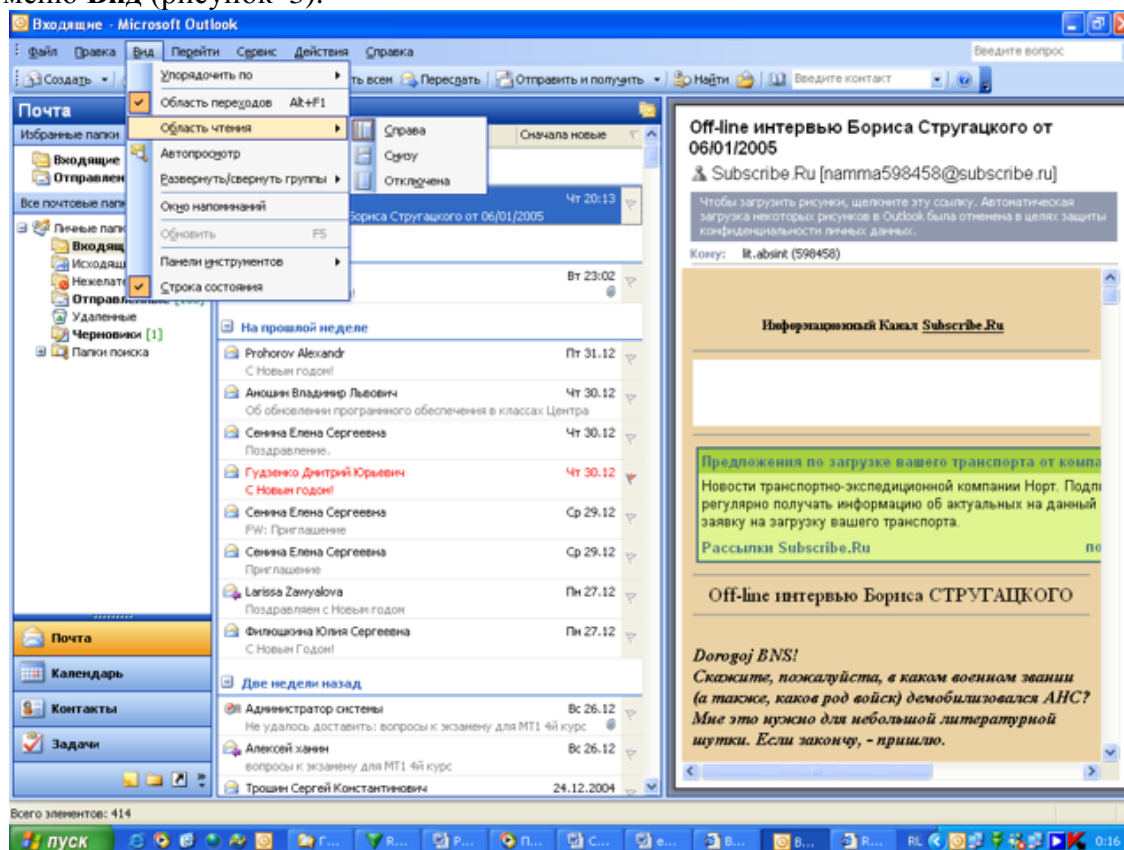 меню Вид (рисунок 3).
Входящие - Microsoft Outlook
Файл Правка Вид Перейти Сервис Действия Справка
Введите вопрос
Создать
ть всем Переслать Отправить и получить Найти Введите контакт
Упорядочить по
Область переходов Alt+F1
Область чтения
Автопросмотр
Развернуть/свернуть группы
Окно напоминаний
Обновить F5
Панели инструментов
Строка состояния
Справа
Снизу
Отключена
Почта
Избранные папки
Входящие
Отправлен
Все почтовые папк
Личные папк
Входящ
Исходящи
Нежелат
Отправленные
Удаленные
Черновики [1]
Папки поиска
Почта
Календарь
Контакты
Задачи
Сначала новые
Чт 20:13
Бориса Стругацкого от 06/01/2005
Вт 23:02
На прошлой неделе
Prohorov Alexandr Пт 31.12
С Новым годом!
Аношин Владимир Львович Чт 30.12
Об обновлении программного обеспечения в классах Центра
Сенина Елена Сергеевна Чт 30.12
Поздравление.
Гудзенко Дмитрий Юрьевич Чт 30.12
С Новым годом!
Сенина Елена Сергеевна Ср 29.12
FW: Приглашение
Сенина Елена Сергеевна Ср 29.12
Приглашение
Larissa Zawyalova Пн 27.12
Поздравляем с Новым годом
Филюшкина Юлия Сергеевна Пн 27.12
С Новым Годом!
Две недели назад
Администратор системы Вс 26.12
Не удалось доставить: вопросы к экзамену для МТ1 4й курс
Алексей ханин Вс 26.12
вопросы к экзамену для МТ1 4й курс
Трошин Сергей Константинович 24.12.2004
Off-line интервью Бориса Стругацкого от
06/01/2005
Subscribe.Ru [namma598458@subscribe.ru]
Чтобы загрузить рисунки, щелкните эту ссылку. Автоматическая
загрузка некоторых рисунков в Outlook была отменена в целях защиты
конфиденциальности личных данных.
Кому: lit.absint (598458)
Информационный Канал Subscribe.Ru
Предложения по загрузке вашего транспорта от компа
Новости транспортно-экспедиционной компании Норт. Подпи
регулярно получать информацию об актуальных на данный
заявку на загрузку вашего транспорта.
Рассылки Subscribe.Ru по
Off-line интервью Бориса СТРУГАЦКОГО
Dorogoj BNS!
Скажите, пожалуйста, в каком военном звании
(а также, каков род войск) демобилизовался АНС?
Мне это нужно для небольшой литературной
шутки. Если закончу, - пришлю.
Всего элементов: 414
пуск Г... R... Р... П... С... е... В... В... R... RL 0:16